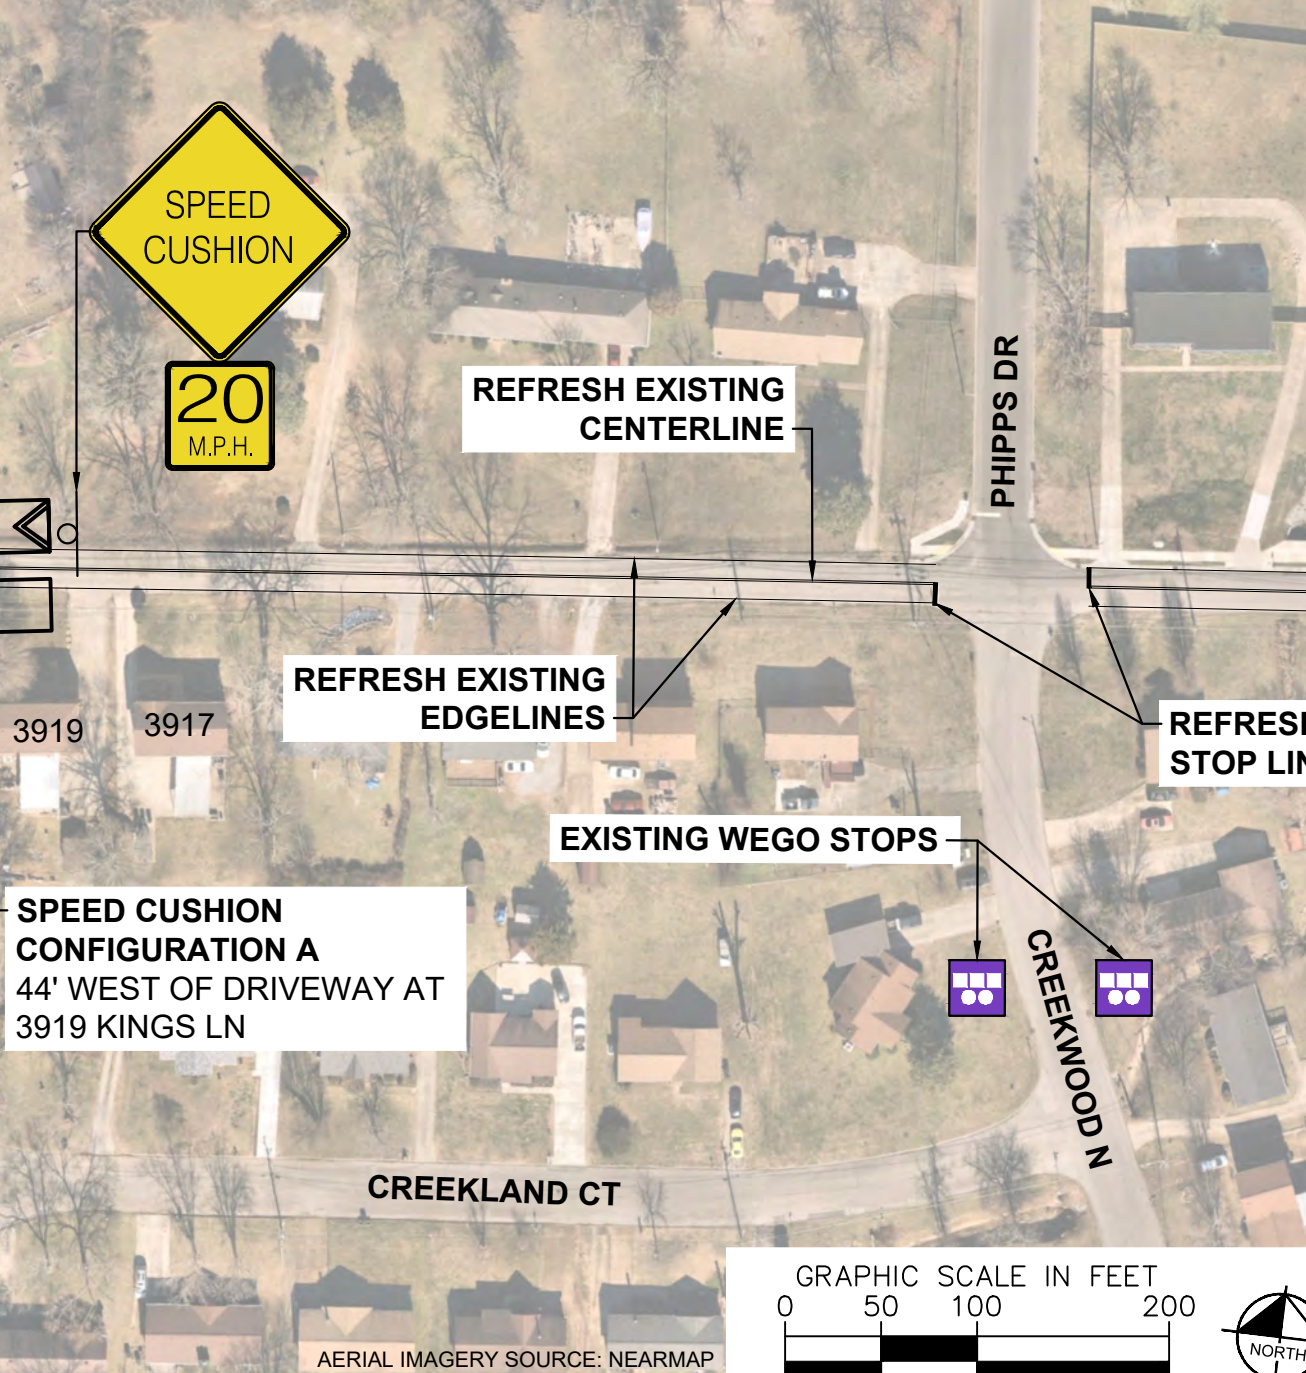 SPEED
CUSHION
20
M.P.H.
REFRESH EXISTING
CENTERLINE
PHIPPS DR
REFRESH EXISTING
EDGELINES
3919
3917
STOP
EXISTING WEGO STOPS
SPEED CUSHION
CONFIGURATION A
44' WEST OF DRIVEWAY AT
3919 KINGS LN
CREEKWOOD N
CREEKLAND CT
GRAPHIC SCALE IN FEET
0 50 100 200
NORTH
AERIAL IMAGERY SOURCE: NEARMAP